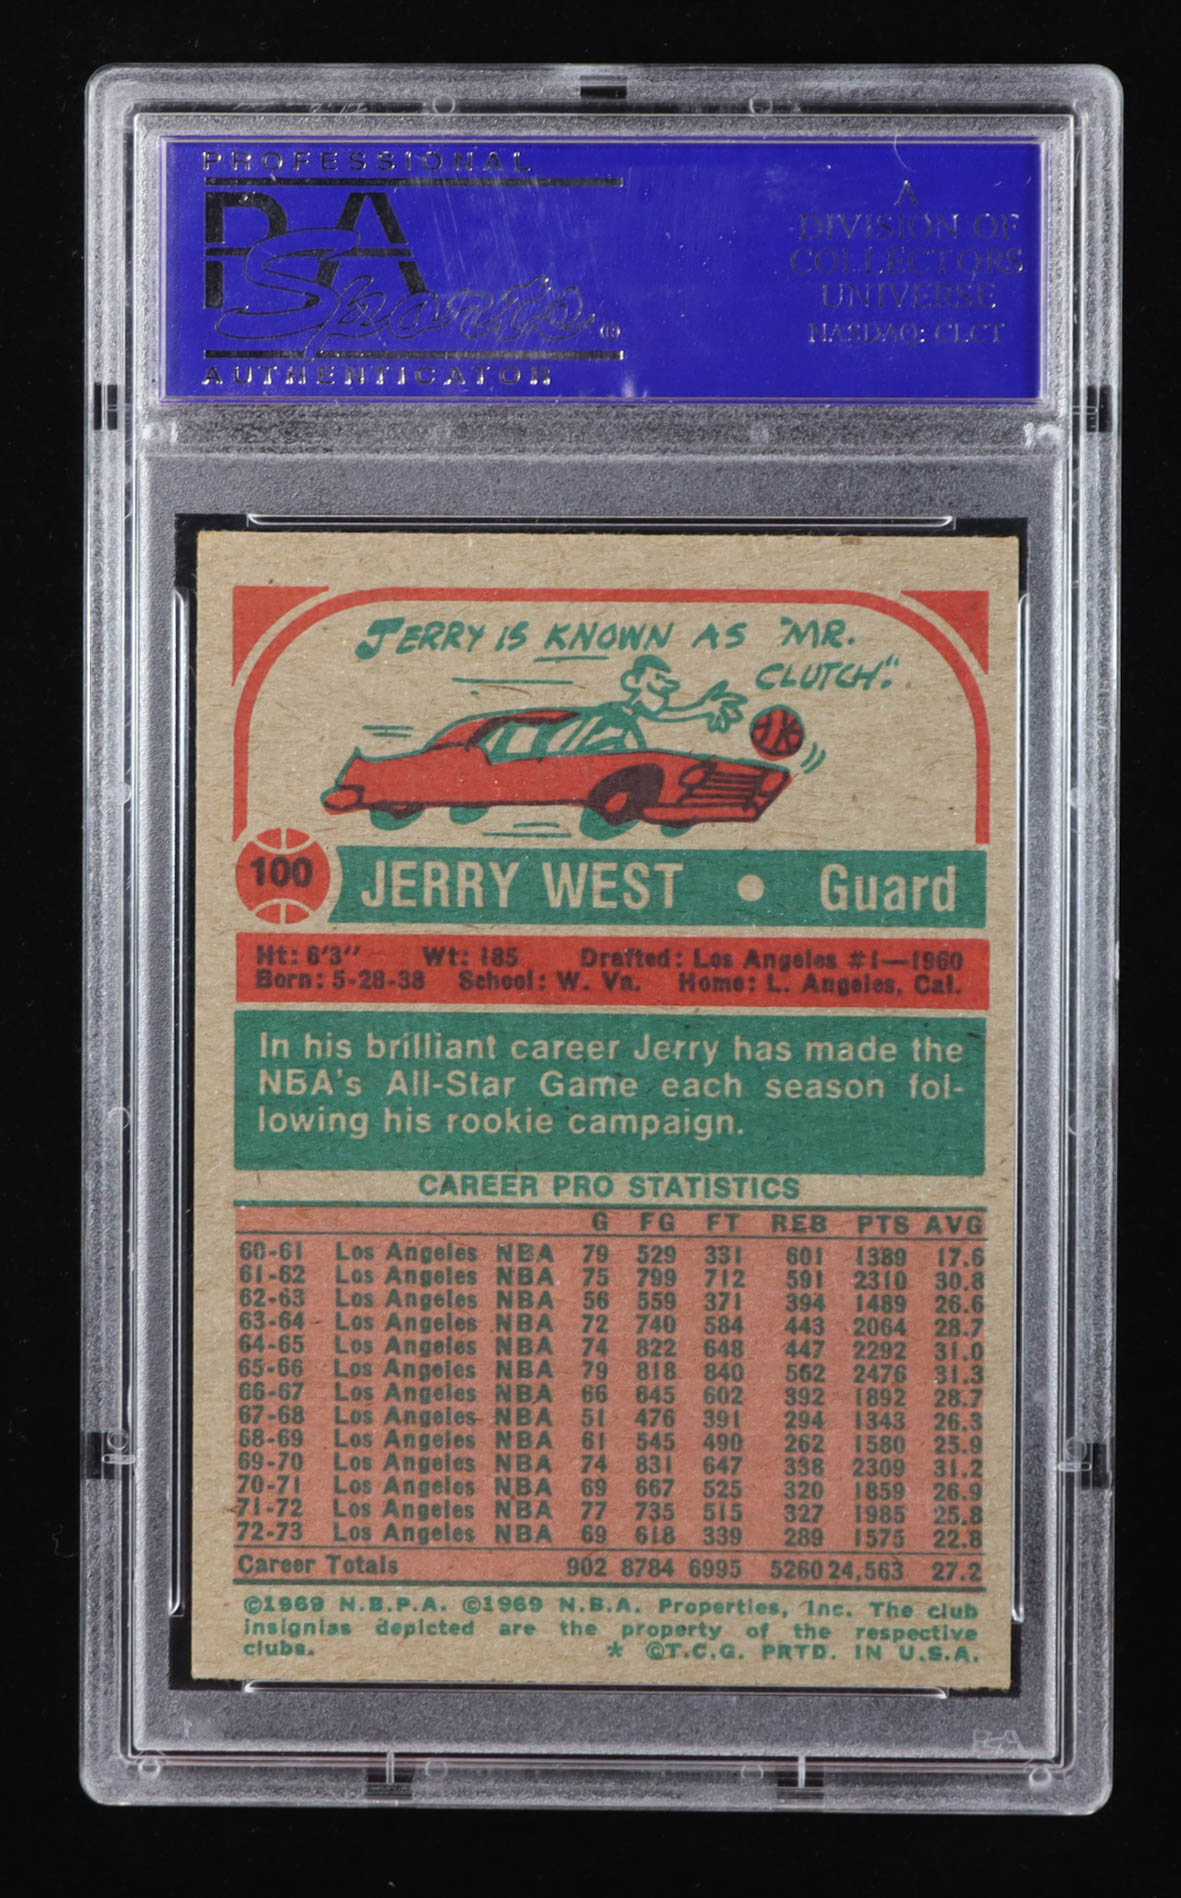 PROFESSIONAL
PSA
Sports ®
AUTHENTICATOR
A
DIVISION OF
COLLECTORS
UNIVERSE
NASDAQ: CLCT
JERRY IS KNOWN AS "MR.
CLUTCH".
100 JERRY WEST • Guard
Ht: 6'3" Wt: 185 Drafted: Los Angeles #1—1960
Born: 5-28-38 School: W. Va. Home: L. Angeles, Cal.
In his brilliant career Jerry has made the
NBA's All-Star Game each season fol-
lowing his rookie campaign.
CAREER PRO STATISTICS
G FG FT REB PTS AVG
60-61 Los Angeles NBA 79 529 331 601 1389 17.6
61-62 Los Angeles NBA 75 799 712 591 2310 30.8
62-63 Los Angeles NBA 56 559 371 394 1489 26.6
63-64 Los Angeles NBA 72 740 584 443 2064 28.7
64-65 Los Angeles NBA 74 822 648 447 2292 31.0
65-66 Los Angeles NBA 79 818 840 562 2476 31.3
66-67 Los Angeles NBA 66 645 602 392 1892 28.7
67-68 Los Angeles NBA 51 476 391 294 1343 26.3
68-69 Los Angeles NBA 61 545 490 262 1580 25.9
69-70 Los Angeles NBA 74 831 647 338 2309 31.2
70-71 Los Angeles NBA 69 667 525 320 1859 26.9
71-72 Los Angeles NBA 77 735 515 327 1985 25.8
72-73 Los Angeles NBA 69 618 339 289 1575 22.8
Career Totals 902 8784 6995 5260 24,563 27.2
©1969 N.B.P.A. ©1969 N.B.A. Properties, Inc. The club
insignias depicted are the property of the respective
clubs. * ©T.C.G. PRTD. IN U.S.A.
PSA